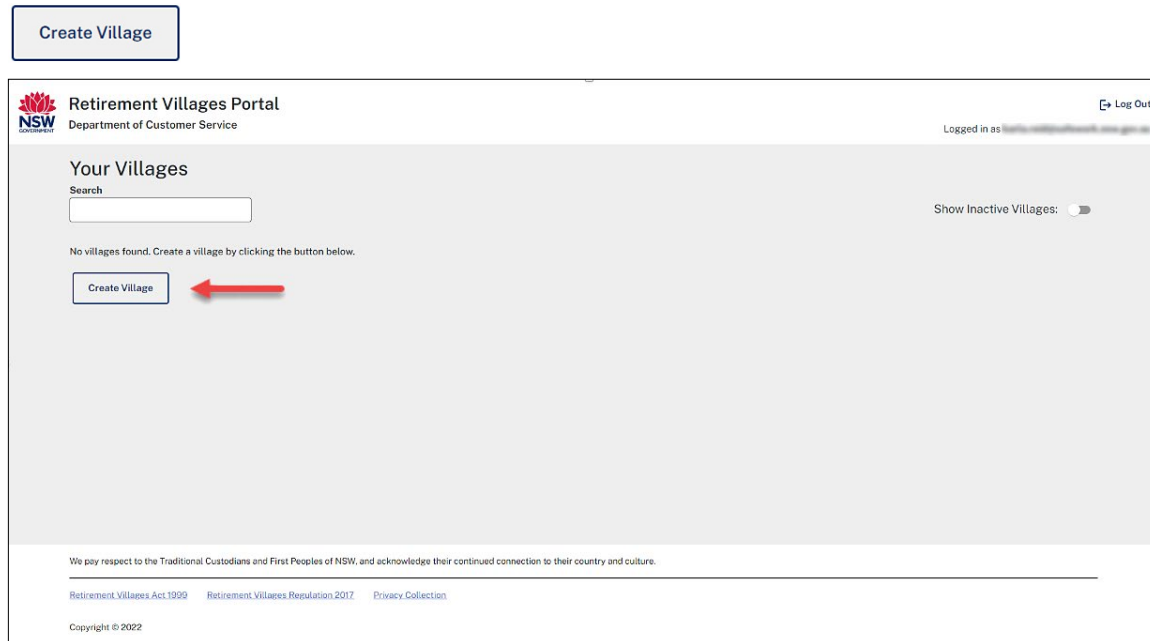 Create Village
Retirement Villages Portal
Log Out
NSW
GOVERNMENT
Department of Customer Service
Logged in as
Your Villages
Search
Show Inactive Villages:
No villages found. Create a village by clicking the button below.
Create Village
We pay respect to the Traditional Custodians and First Peoples of NSW, and acknowledge their continued connection to their country and culture.
Retirement Villages Act 1999 Retirement Villages Regulation 2017 Privacy Collection
Copyright © 2022